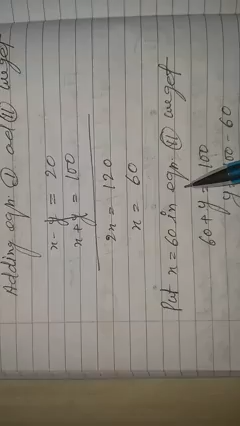 Adding eqn (I) ad (II) we get
x - y = 20
x + y = 100
2x = 120
x = 60
Put x = 60 in eqn (II) we get
60 + y = 100
y = 100 - 60